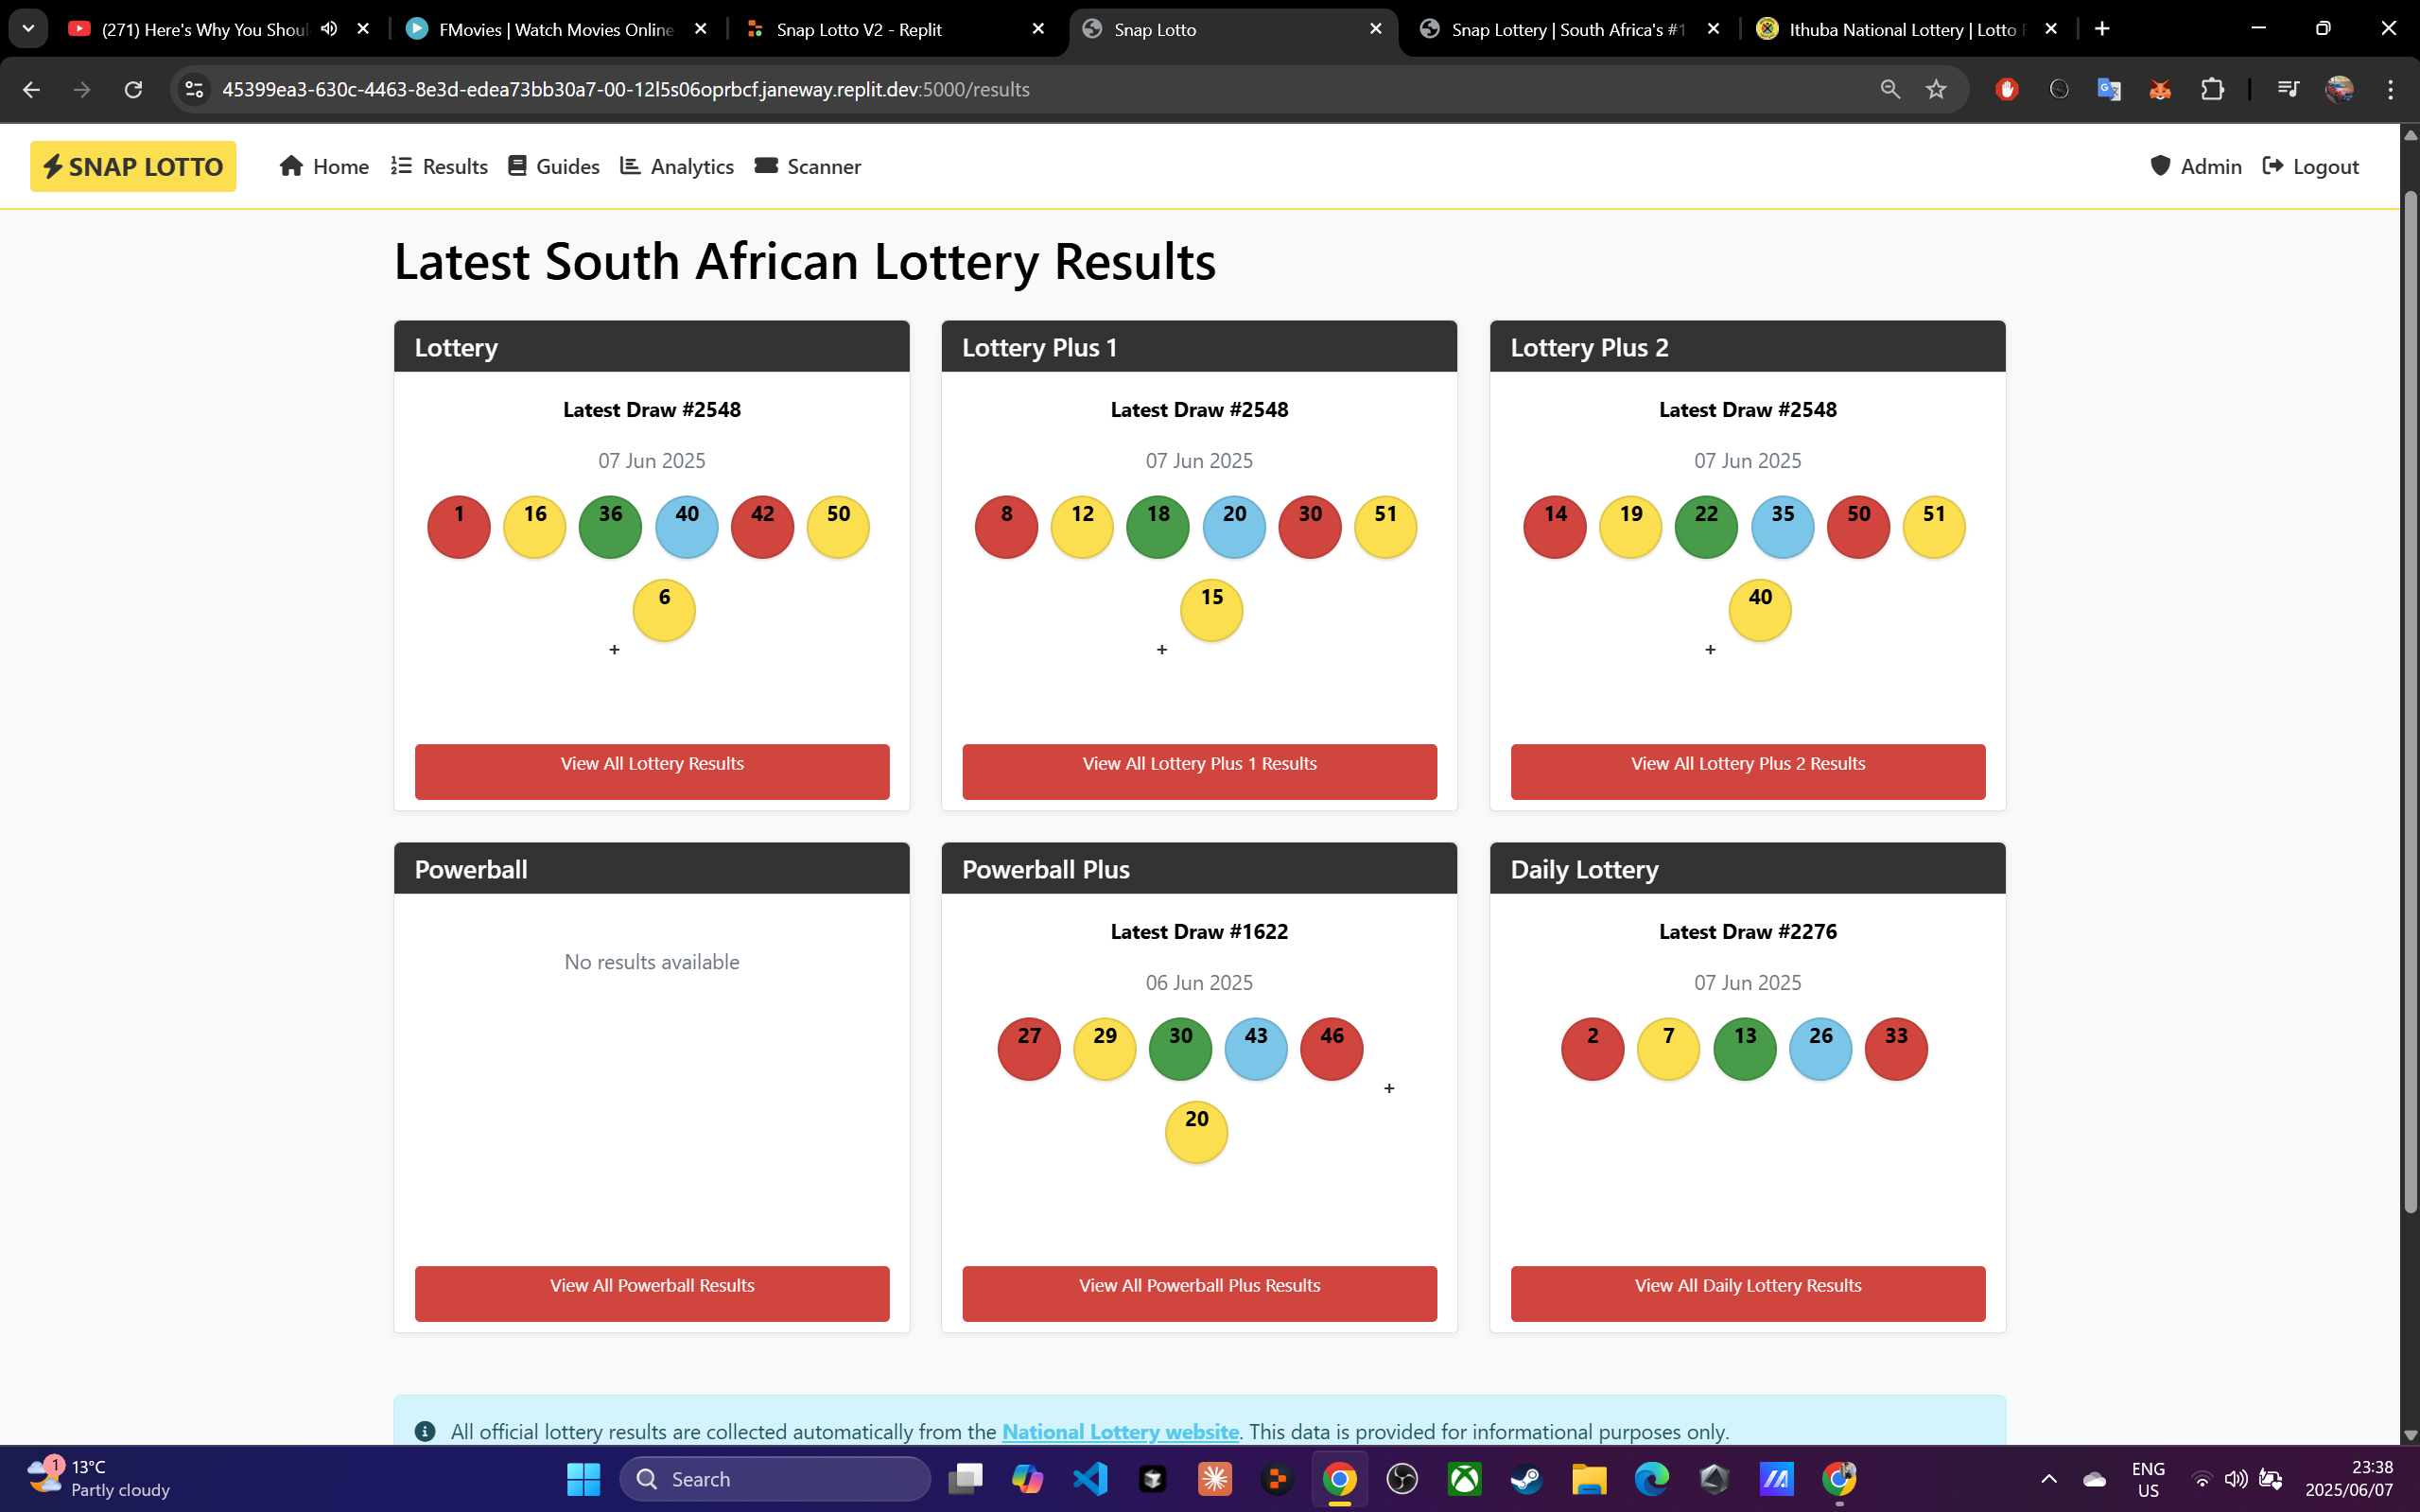 (271) Here's Why You Shoul
FMovies | Watch Movies Online
Snap Lotto V2 - Replit
Snap Lotto
Snap Lottery | South Africa's #1
Ithuba National Lottery | Lotto
45399ea3-630c-4463-8e3d-edea73bb30a7-00-12l5s06oprbcf.janeway.replit.dev:5000/results
SNAP LOTTO
Home
Results
Guides
Analytics
Scanner
Admin
Logout
Latest South African Lottery Results
Lottery
Latest Draw #2548
07 Jun 2025
1 16 36 40 42 50
+ 6
View All Lottery Results
Lottery Plus 1
Latest Draw #2548
07 Jun 2025
8 12 18 20 30 51
+ 15
View All Lottery Plus 1 Results
Lottery Plus 2
Latest Draw #2548
07 Jun 2025
14 19 22 35 50 51
+ 40
View All Lottery Plus 2 Results
Powerball
No results available
View All Powerball Results
Powerball Plus
Latest Draw #1622
06 Jun 2025
27 29 30 43 46 +
20
View All Powerball Plus Results
Daily Lottery
Latest Draw #2276
07 Jun 2025
2 7 13 26 33
View All Daily Lottery Results
All official lottery results are collected automatically from the National Lottery website. This data is provided for informational purposes only.
1
13°C
Partly cloudy
Search
ENG
US
23:38
2025/06/07